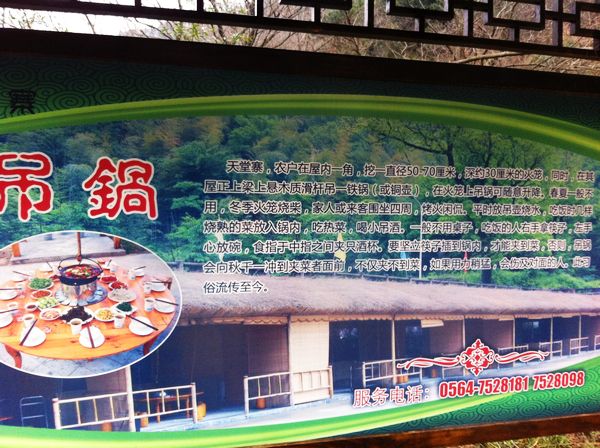 寨
吊鍋
天堂寨，农户在屋内一角，挖一直径50-70厘米，深约30厘米的火笼，同时，在其
屋正上梁上悬木质滑钎吊一铁锅（或铜壶），在火笼上吊锅可随意升降。春夏一般不
用，冬季火笼烧柴，家人或来客围坐四周，烤火闲品。平时放吊壶烧水，吃饭时间样
烧熟的菜放入锅内，吃热菜，喝小吊酒。一般不用桌子，吃饭的人右手拿筷子，左手
心放碗，食指于中指之间夹只酒杯。要坚立筷子插到锅内，才能来到菜，否则，吊锅
会向秋千一冲到夹菜者面前，不仅夹不到菜，如果用力稍猛，会伤及对面的人。此习
俗流传至今。
服务电话：0564-7528181 7528098